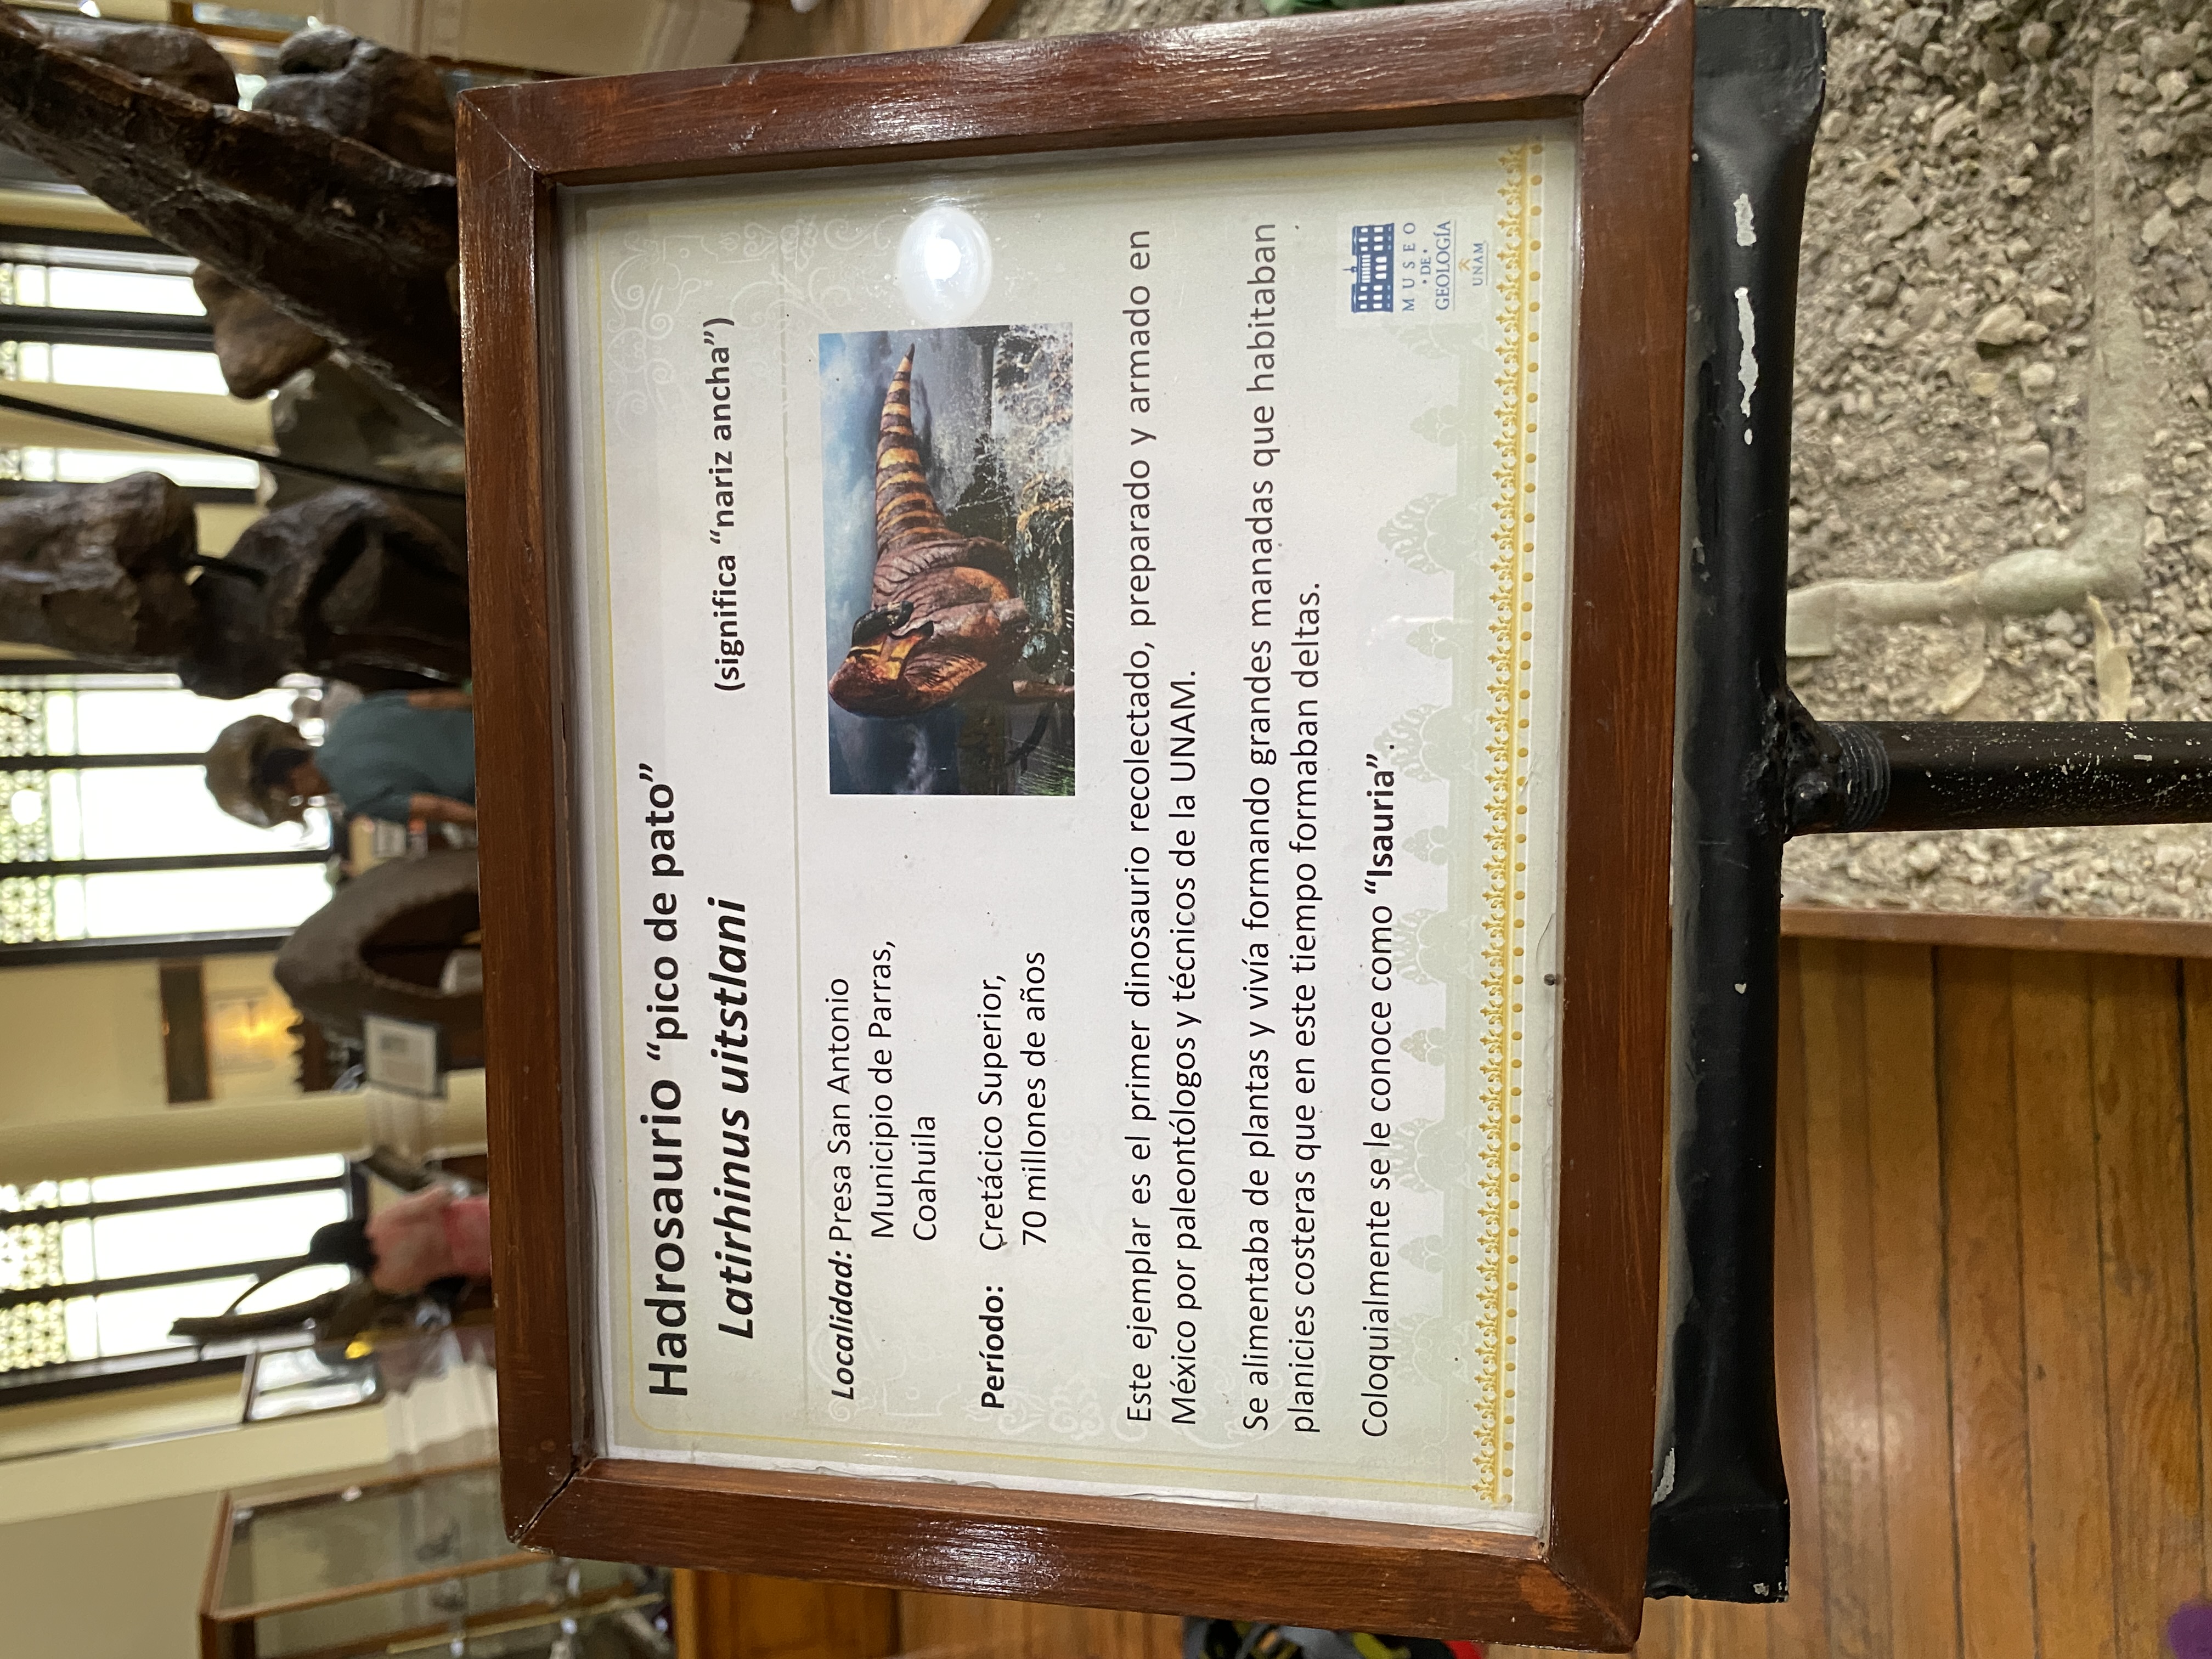 Hadrosaurio “pico de pato”
Latirhinus uitstlani (significa “nariz ancha”)
Localidad: Presa San Antonio
Municipio de Parras,
Coahuila
Período: Cretácico Superior,
70 millones de años
Este ejemplar es el primer dinosaurio recolectado, preparado y armado en
México por paleontólogos y técnicos de la UNAM.
Se alimentaba de plantas y vivía formando grandes manadas que habitaban
planicies costeras que en este tiempo formaban deltas.
Coloquialmente se le conoce como “Isauria”.
MUSEO
• DE •
GEOLOGÍA
UNAM